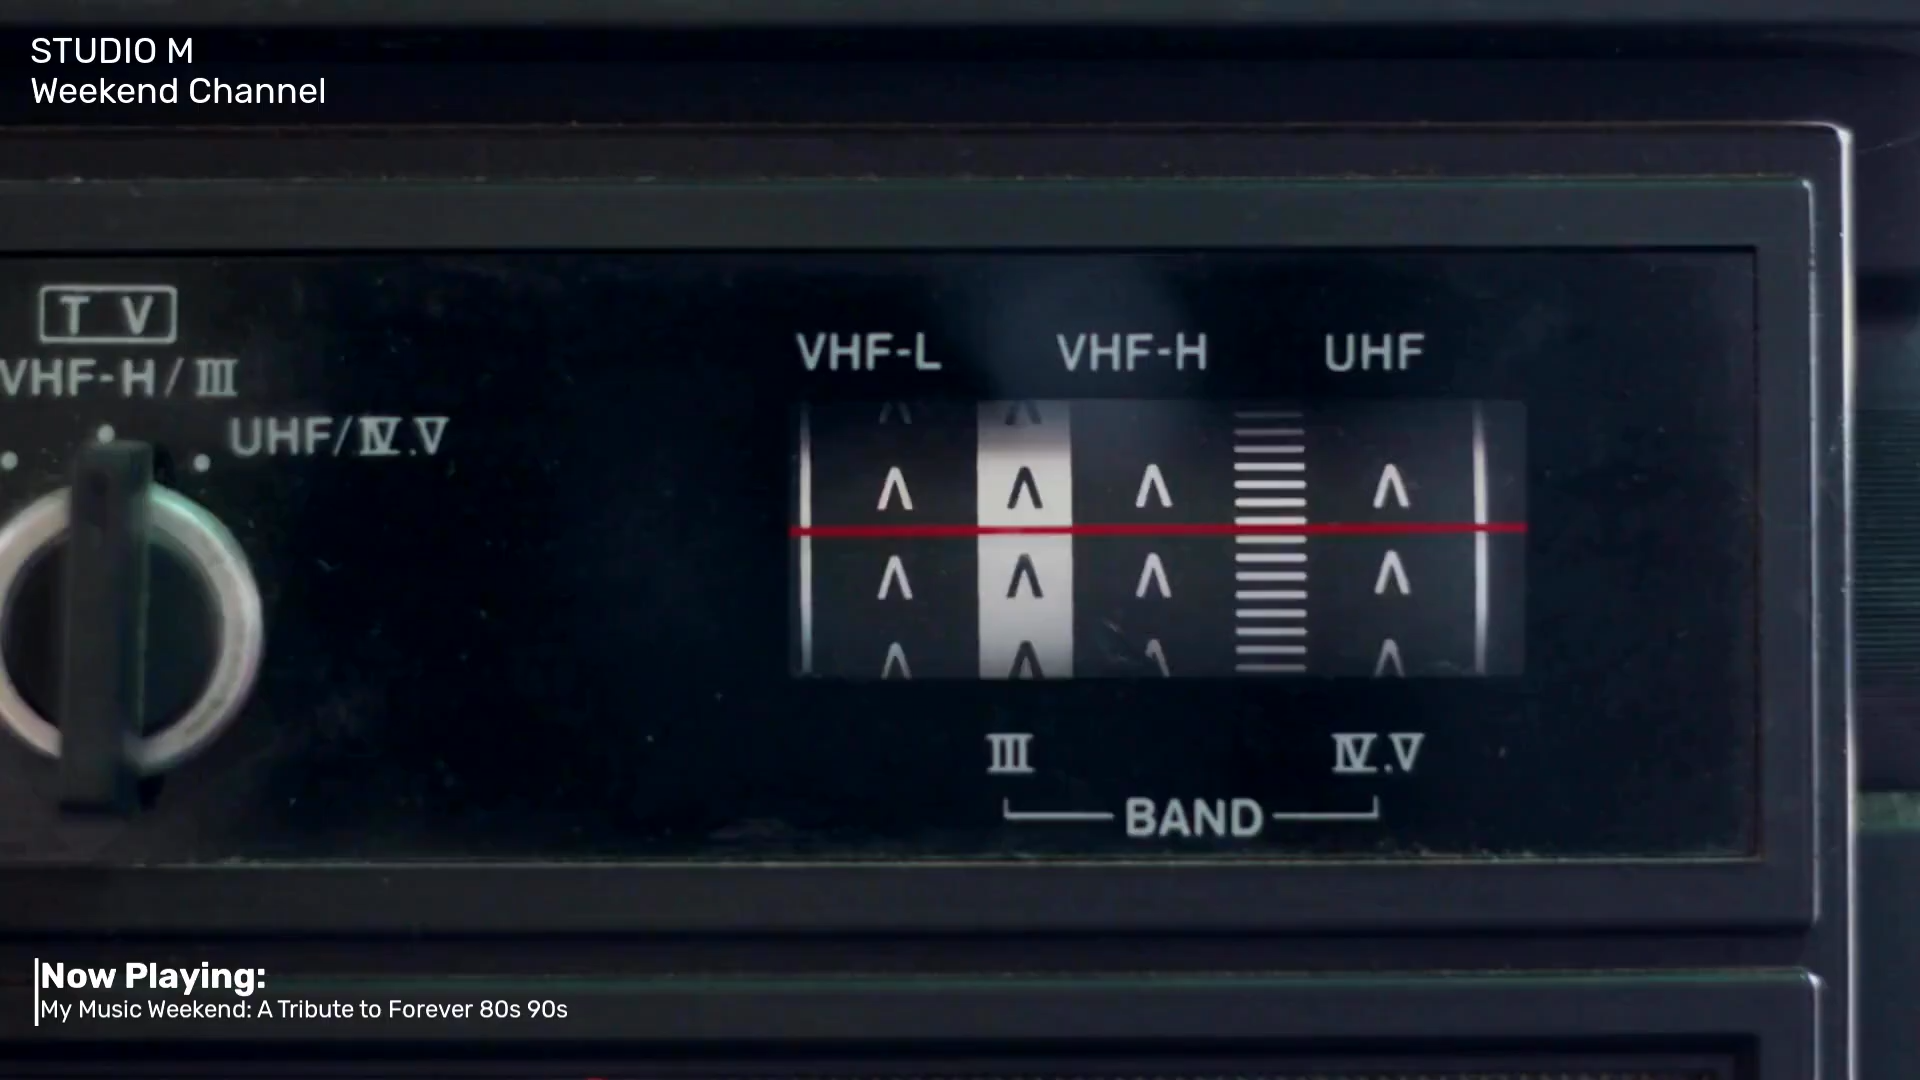 STUDIO M
Weekend Channel
TV
VHF-H/III
UHF/IV.V
VHF-L VHF-H UHF
III IV.V
BAND
Now Playing:
My Music Weekend: A Tribute to Forever 80s 90s